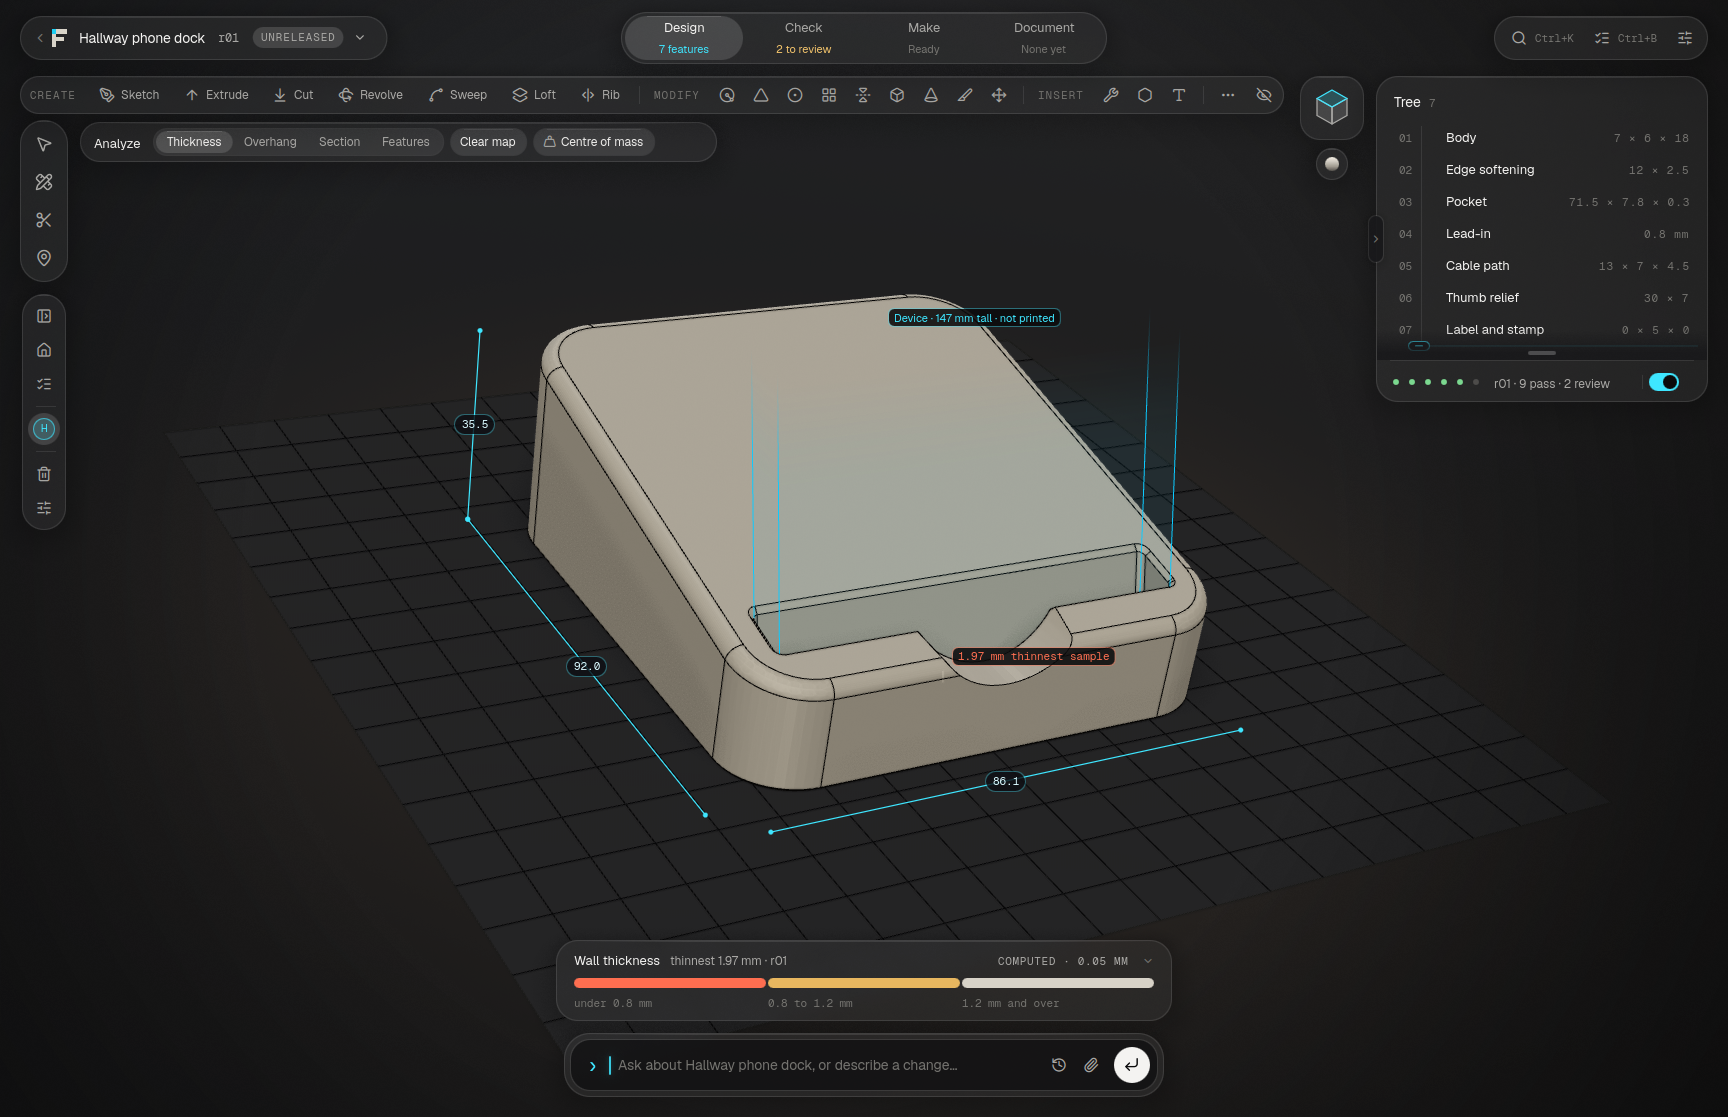 Hallway phone dock r01 UNRELEASED
Design
7 features
Check
2 to review
Make
Ready
Document
None yet
Ctrl+K Ctrl+B
CREATE Sketch Extrude Cut Revolve Sweep Loft Rib MODIFY INSERT
Analyze Thickness Overhang Section Features Clear map Centre of mass
Tree 7
01 Body 7 × 6 × 18
02 Edge softening 12 × 2.5
03 Pocket 71.5 × 7.8 × 0.3
04 Lead-in 0.8 mm
05 Cable path 13 × 7 × 4.5
06 Thumb relief 30 × 7
07 Label and stamp 0 × 5 × 0
r01 · 9 pass · 2 review
H
Device · 147 mm tall · not printed
35.5
1.97 mm thinnest sample
92.0
86.1
Wall thickness thinnest 1.97 mm · r01 COMPUTED · 0.05 MM
under 0.8 mm 0.8 to 1.2 mm 1.2 mm and over
Ask about Hallway phone dock, or describe a change…